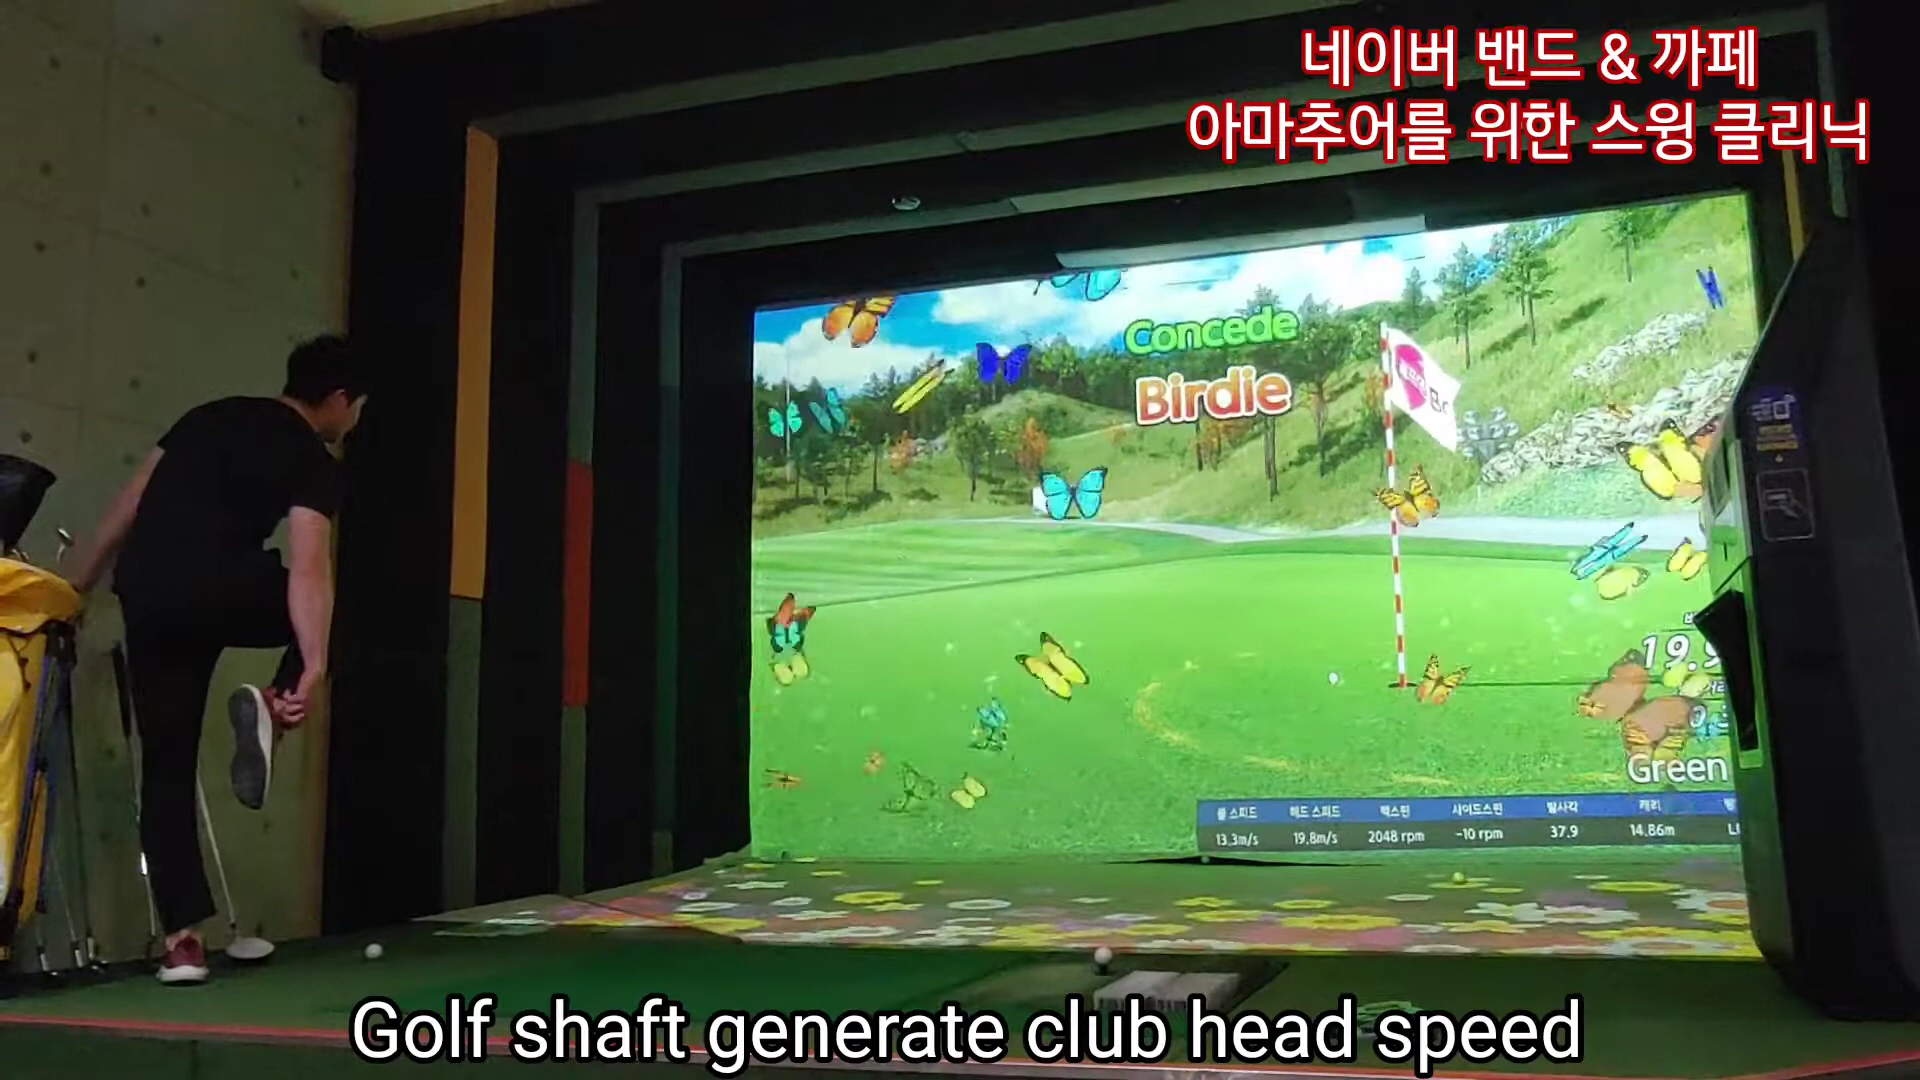 네이버 밴드 & 까페
아마추어를 위한 스윙 클리닉
Concede
Birdie
19.9
Green
볼 스피드 헤드 스피드 백스핀 사이드스핀 발사각 캐리
13.3m/s 19.8m/s 2048 rpm -10 rpm 37.9 14.86m
Golf shaft generate club head speed